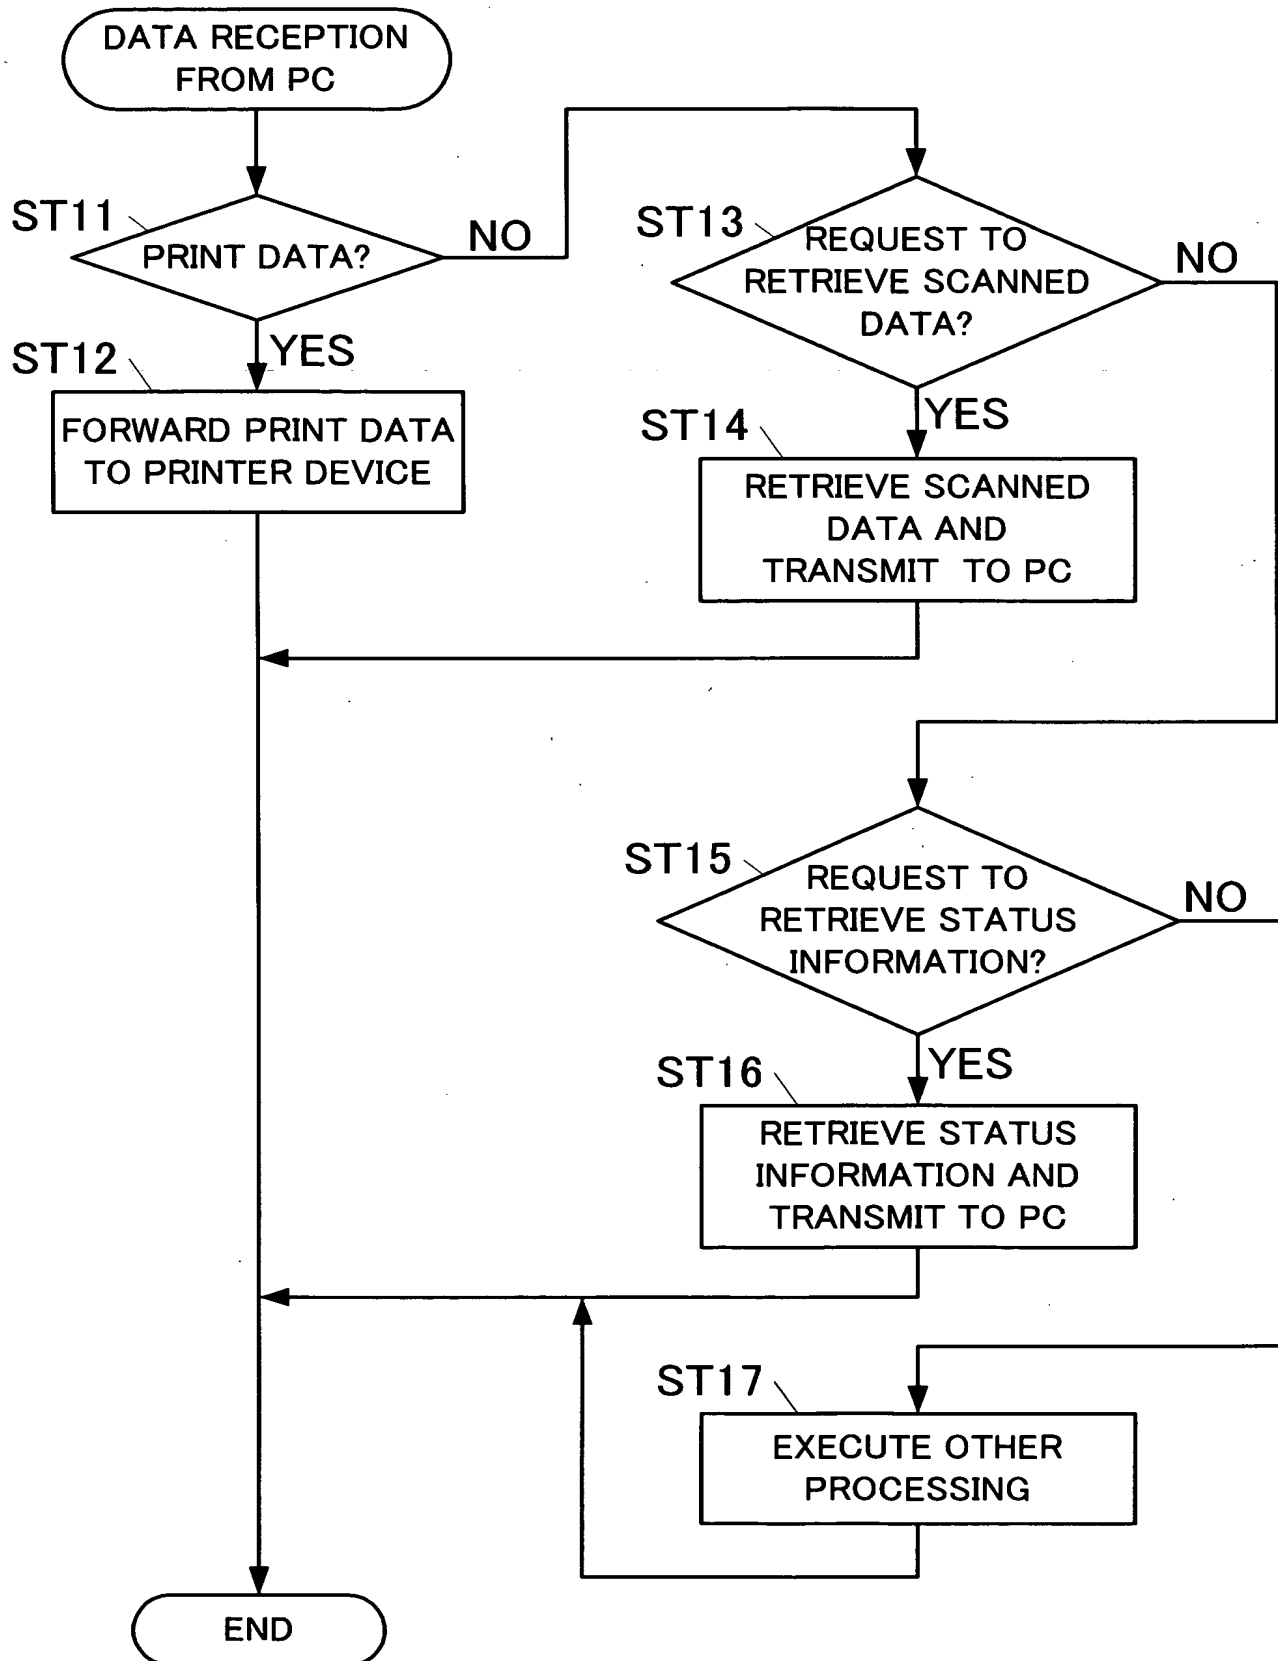 DATA RECEPTION
FROM PC
ST11
PRINT DATA?
NO
YES
ST12
FORWARD PRINT DATA
TO PRINTER DEVICE
ST13
REQUEST TO
RETRIEVE SCANNED
DATA?
NO
YES
ST14
RETRIEVE SCANNED
DATA AND
TRANSMIT TO PC
ST15
REQUEST TO
RETRIEVE STATUS
INFORMATION?
NO
YES
ST16
RETRIEVE STATUS
INFORMATION AND
TRANSMIT TO PC
ST17
EXECUTE OTHER
PROCESSING
END